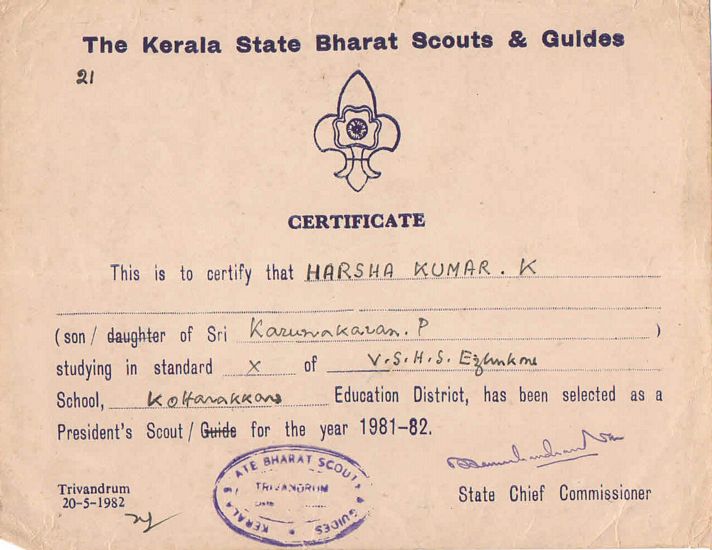 The Kerala State Bharat Scouts & Guides
21
CERTIFICATE
This is to certify that HARSHA KUMAR. K
(son / daughter of Sri Karunakaran. P )
studying in standard X of V.S.H.S. Ezhukone
School, Kottarakkara Education District, has been selected as a
President's Scout / Guide for the year 1981-82.
KERALA STATE BHARAT SCOUTS & GUIDES
TRIVANDRUM
Trivandrum
20-5-1982
State Chief Commissioner